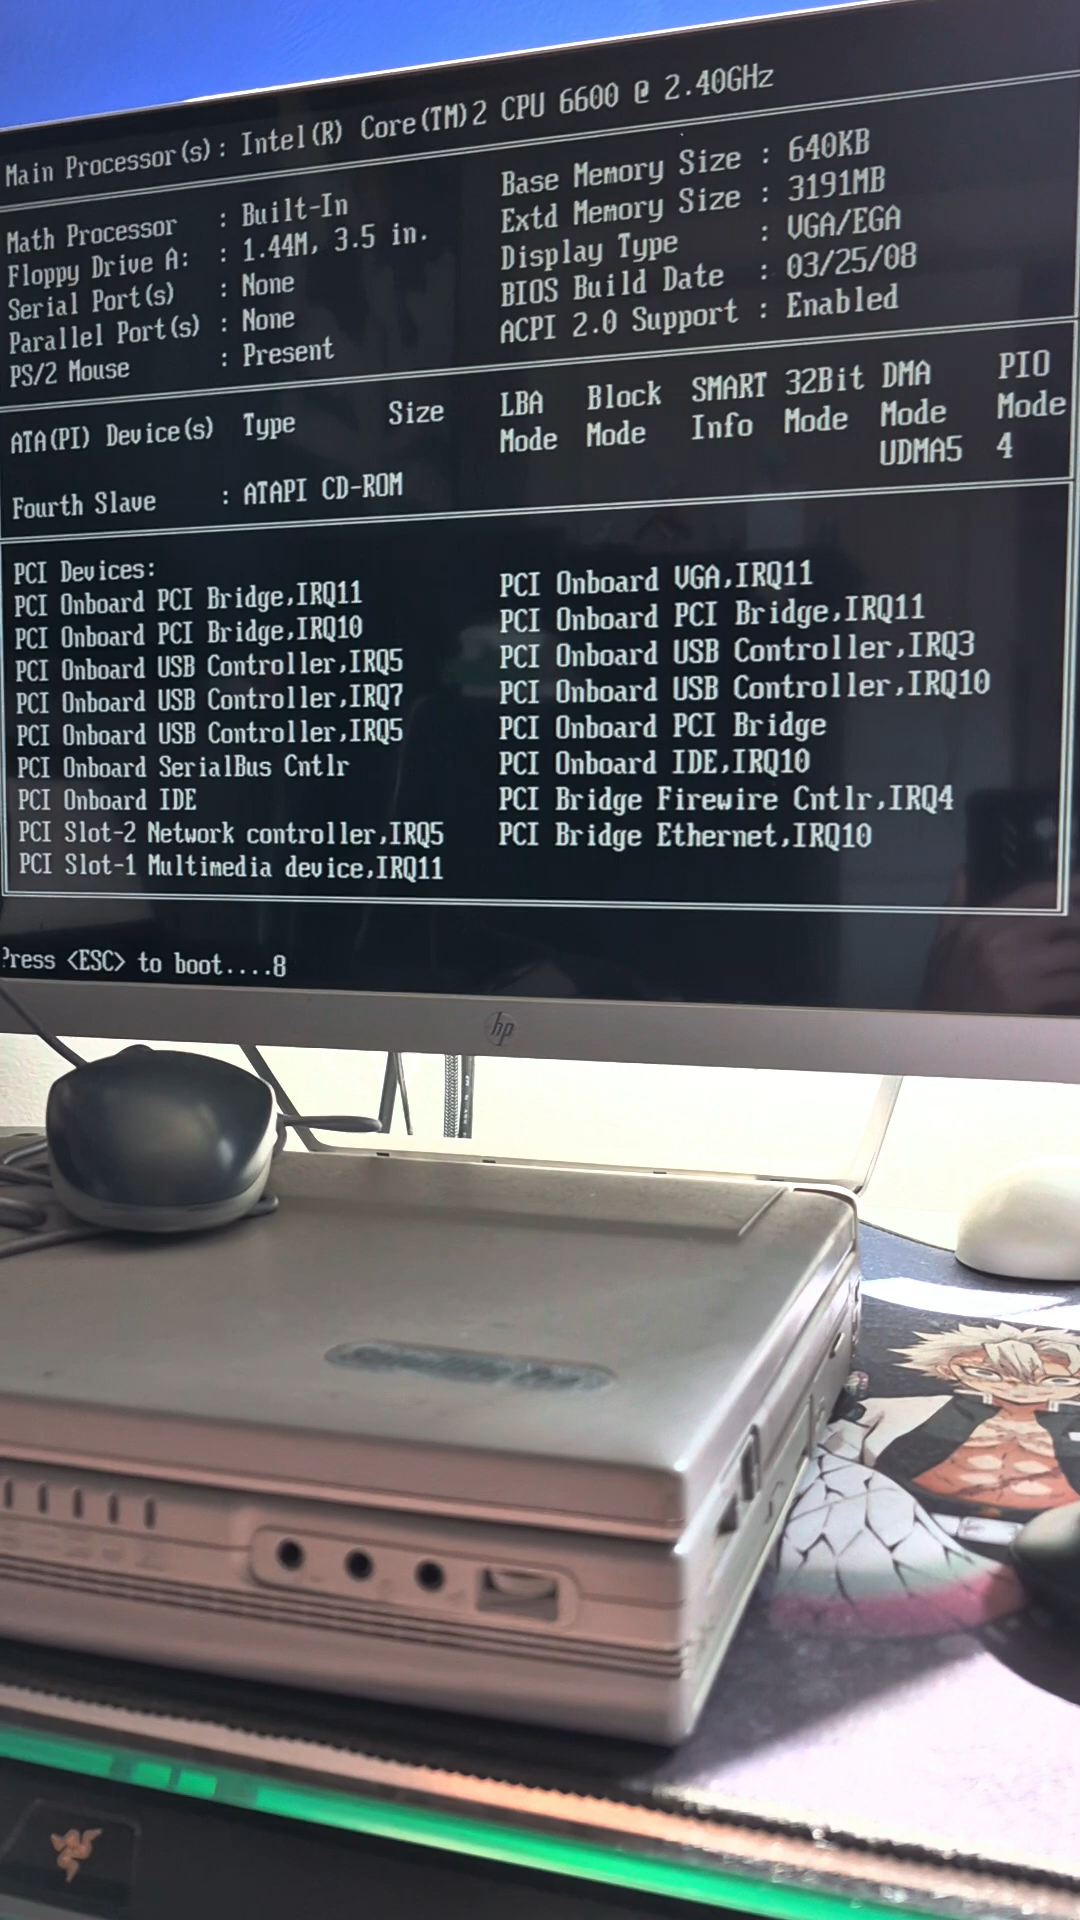 Main Processor(s): Intel(R) Core(TM)2 CPU 6600 @ 2.40GHz
Math Processor : Built-In Base Memory Size : 640KB
Floppy Drive A: : 1.44M, 3.5 in. Extd Memory Size : 3191MB
Serial Port(s) : None Display Type : VGA/EGA
Parallel Port(s) : None BIOS Build Date : 03/25/08
PS/2 Mouse : Present ACPI 2.0 Support : Enabled
ATA(PI) Device(s) Type Size LBA Mode Block Mode SMART Info 32Bit Mode DMA Mode PIO Mode
Fourth Slave : ATAPI CD-ROM UDMA5 4
PCI Devices:
PCI Onboard PCI Bridge,IRQ11 PCI Onboard VGA,IRQ11
PCI Onboard PCI Bridge,IRQ10 PCI Onboard PCI Bridge,IRQ11
PCI Onboard USB Controller,IRQ5 PCI Onboard USB Controller,IRQ3
PCI Onboard USB Controller,IRQ7 PCI Onboard USB Controller,IRQ10
PCI Onboard USB Controller,IRQ5 PCI Onboard PCI Bridge
PCI Onboard SerialBus Cntlr PCI Onboard IDE,IRQ10
PCI Onboard IDE PCI Bridge Firewire Cntlr,IRQ4
PCI Slot-2 Network controller,IRQ5 PCI Bridge Ethernet,IRQ10
PCI Slot-1 Multimedia device,IRQ11
Press <ESC> to boot....8
hp